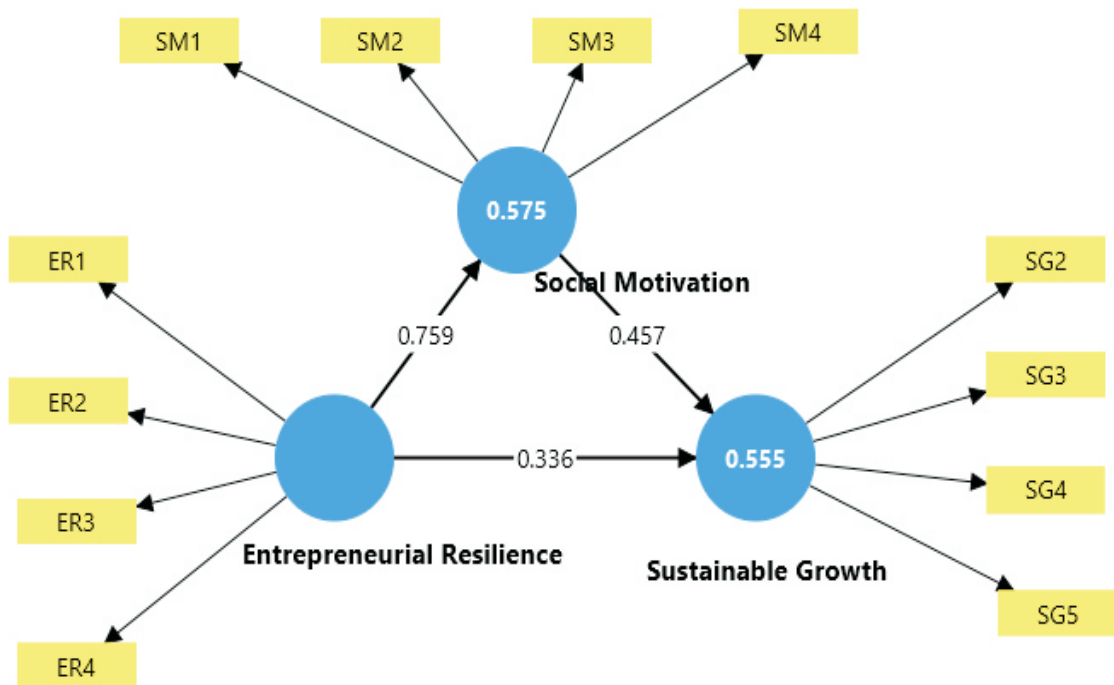 SM1
SM2
SM3
SM4
0.575
Social Motivation
ER1
ER2
ER3
ER4
0.759
0.457
0.336
Entrepreneurial Resilience
0.555
Sustainable Growth
SG2
SG3
SG4
SG5